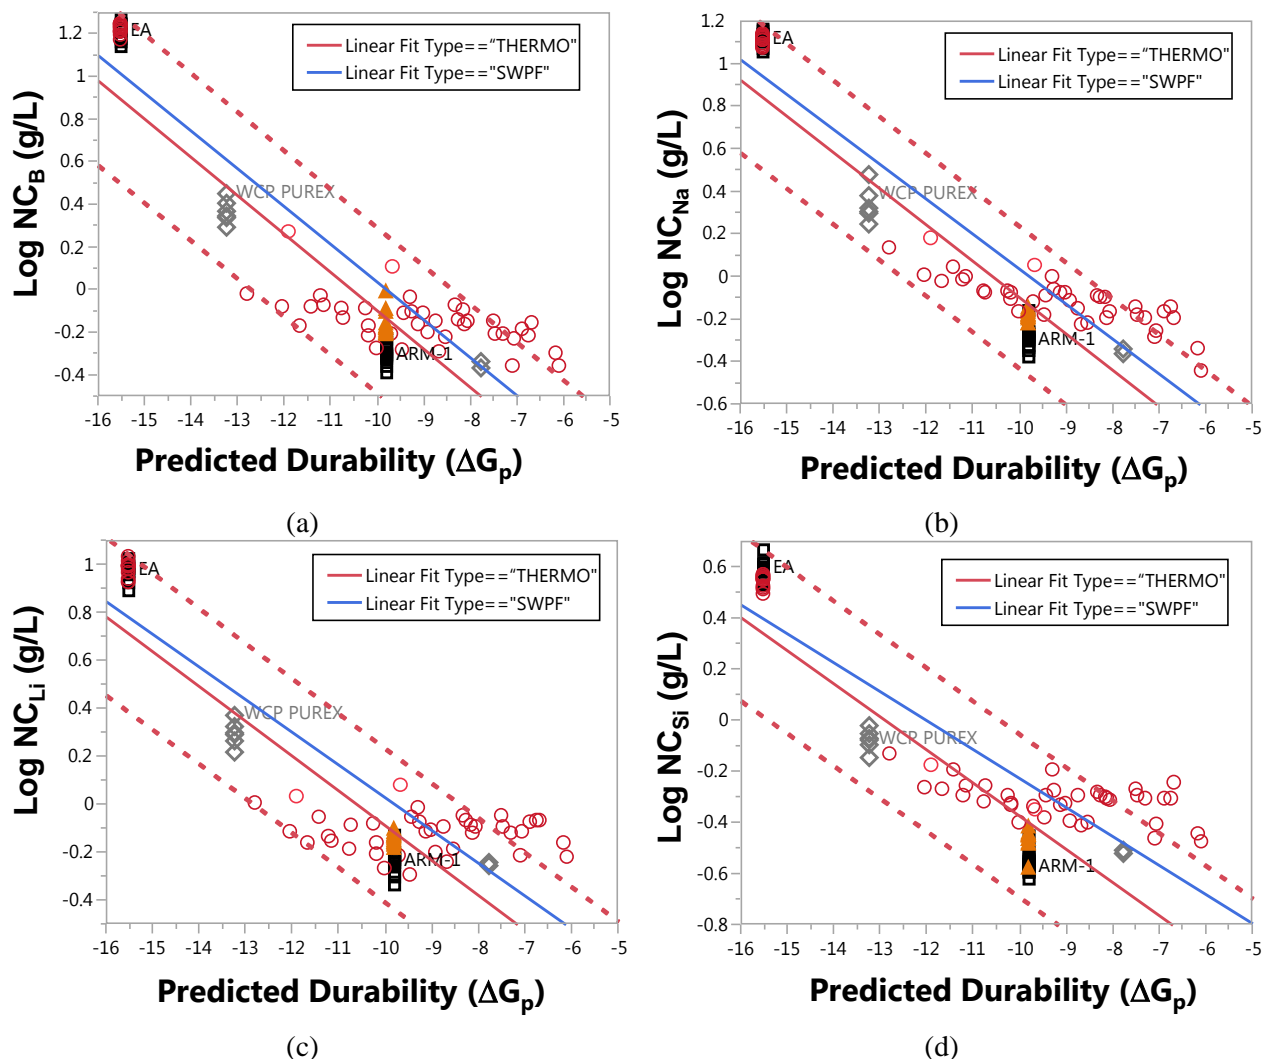 Log NC_B (g/L)
1.2
1
0.8
0.6
0.4
0.2
0
-0.2
-0.4
EA
Linear Fit Type=="THERMO"
Linear Fit Type=="SWPF"
WCP PUREX
ARM-1
-16 -15 -14 -13 -12 -11 -10 -9 -8 -7 -6 -5
Predicted Durability (ΔG_p)
(a)
Log NC_Na (g/L)
1.2
1
0.8
0.6
0.4
0.2
0
-0.2
-0.4
-0.6
EA
Linear Fit Type=="THERMO"
Linear Fit Type=="SWPF"
WCP PUREX
ARM-1
-16 -15 -14 -13 -12 -11 -10 -9 -8 -7 -6 -5
Predicted Durability (ΔG_p)
(b)
Log NC_Li (g/L)
1
0.8
0.6
0.4
0.2
0
-0.2
-0.4
EA
Linear Fit Type=="THERMO"
Linear Fit Type=="SWPF"
WCP PUREX
ARM-1
-16 -15 -14 -13 -12 -11 -10 -9 -8 -7 -6 -5
Predicted Durability (ΔG_p)
(c)
Log NC_Si (g/L)
0.6
0.4
0.2
0
-0.2
-0.4
-0.6
-0.8
EA
Linear Fit Type=="THERMO"
Linear Fit Type=="SWPF"
WCP PUREX
ARM-1
-16 -15 -14 -13 -12 -11 -10 -9 -8 -7 -6 -5
Predicted Durability (ΔG_p)
(d)